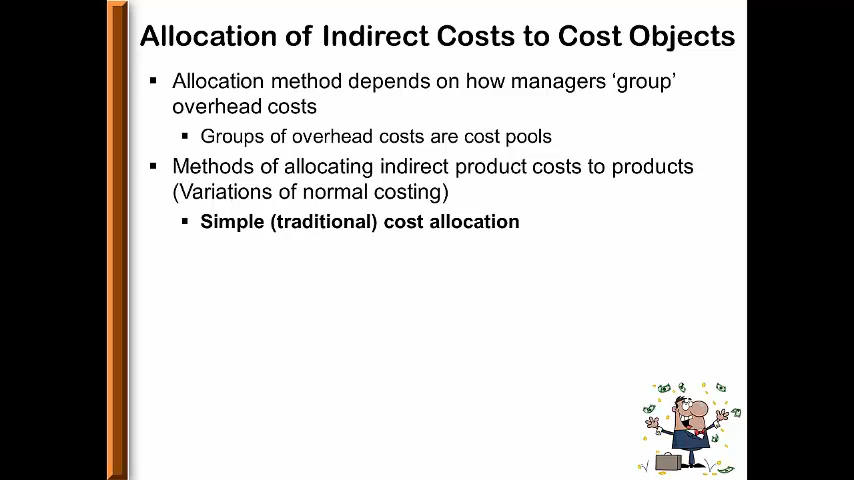 Allocation of Indirect Costs to Cost Objects
▪ Allocation method depends on how managers ‘group’
overhead costs
▪ Groups of overhead costs are cost pools
▪ Methods of allocating indirect product costs to products
(Variations of normal costing)
▪ Simple (traditional) cost allocation